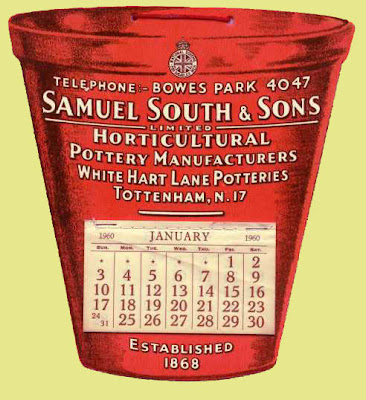 TELEPHONE:- BOWES PARK 4047
SAMUEL SOUTH & SONS
LIMITED
HORTICULTURAL
POTTERY MANUFACTURERS
WHITE HART LANE POTTERIES
TOTTENHAM, N.17
1960 JANUARY 1960
SUN. MON. TUE. WED. THU. FRI. SAT.
* * * * * 1 2
3 4 5 6 7 8 9
10 11 12 13 14 15 16
17 18 19 20 21 22 23
24/31 25 26 27 28 29 30
ESTABLISHED
1868